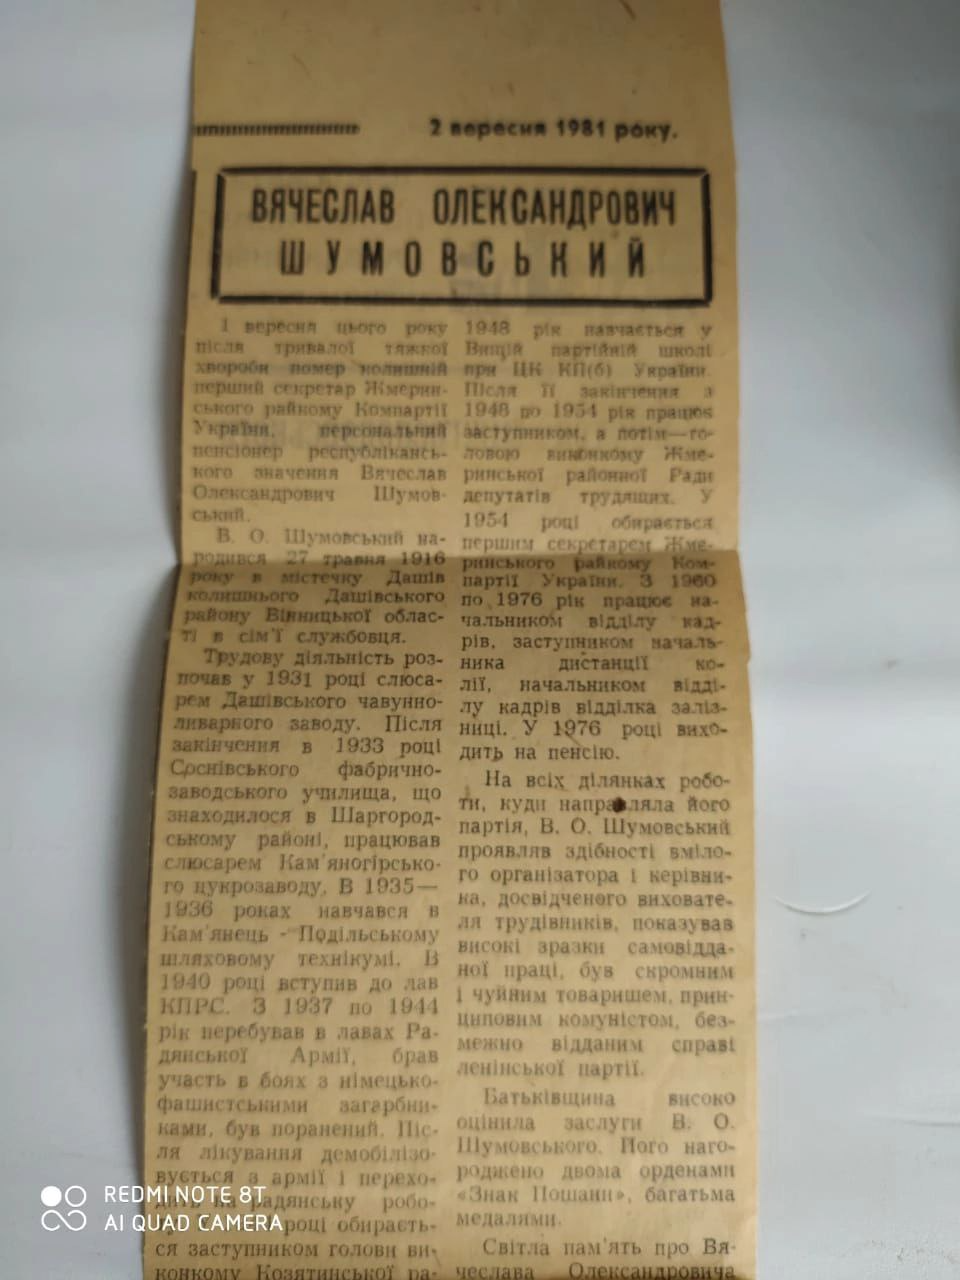 2 вересня 1981 року.
ВЯЧЕСЛАВ ОЛЕКСАНДРОВИЧ
ШУМОВСЬКИЙ
1 вересня цього року
після тривалої тяжкої
хвороби помер колишній
перший секретар Жмерин-
ського райкому Компартії
України, персональний
пенсіонер республікансь-
кого значення Вячеслав
Олександрович Шумов-
ський.
В. О. Шумовський на-
родився 27 травня 1916
року в містечку Дашів
колишнього Дашівського
району Вінницької облас-
ті в сім'ї службовця.
Трудову діяльність роз-
почав у 1931 році слюса-
рем Дашівського чавунно-
ливарного заводу. Після
закінчення в 1933 році
Соснівського фабрично-
заводського училища, що
знаходилося в Шаргород-
ському районі, працював
слюсарем Кам'яногірсько-
го цукрозаводу. В 1935—
1936 роках навчався в
Кам'янець - Подільському
шляховому технікумі. В
1940 році вступив до лав
КПРС. З 1937 по 1944
рік перебував в лавах Ра-
дянської Армії, брав
участь в боях з німецько-
фашистськими загарбни-
ками, був поранений. Піс-
ля лікування демобілізо-
вується з армії і перехо-
дить на радянську робо-
році обираєть-
ся заступником голови ви-
конкому Козятинської ра-
1948 рік навчається у
Вищій партійній школі
при ЦК КП(б) України.
Після її закінчення з
1948 по 1954 рік працює
заступником, а потім—го-
ловою виконкому Жме-
ринської районної Ради
депутатів трудящих. У
1954 році обирається
першим секретарем Жме-
ринського райкому Ком-
партії України. З 1960
по 1976 рік працює на-
чальником відділу кад-
рів, заступником началь-
ника дистанції ко-
лії, начальником відді-
лу кадрів відділка заліз-
ниці. У 1976 році вихо-
дить на пенсію.
На всіх ділянках робо-
ти, куди направляла його
партія, В. О. Шумовський
проявляв здібності вміло-
го організатора і керівни-
ка, досвідченого виховате-
ля трудівників, показував
високі зразки самовідда-
ної праці, був скромним
і чуйним товаришем, прин-
циповим комуністом, без-
межно відданим справі
ленінської партії.
Батьківщина високо
оцінила заслуги В. О.
Шумовського. Його наго-
роджено двома орденами
«Знак Пошани», багатьма
медалями.
Світла пам'ять про Вя-
чеслава Олександровича
REDMI NOTE 8T
AI QUAD CAMERA